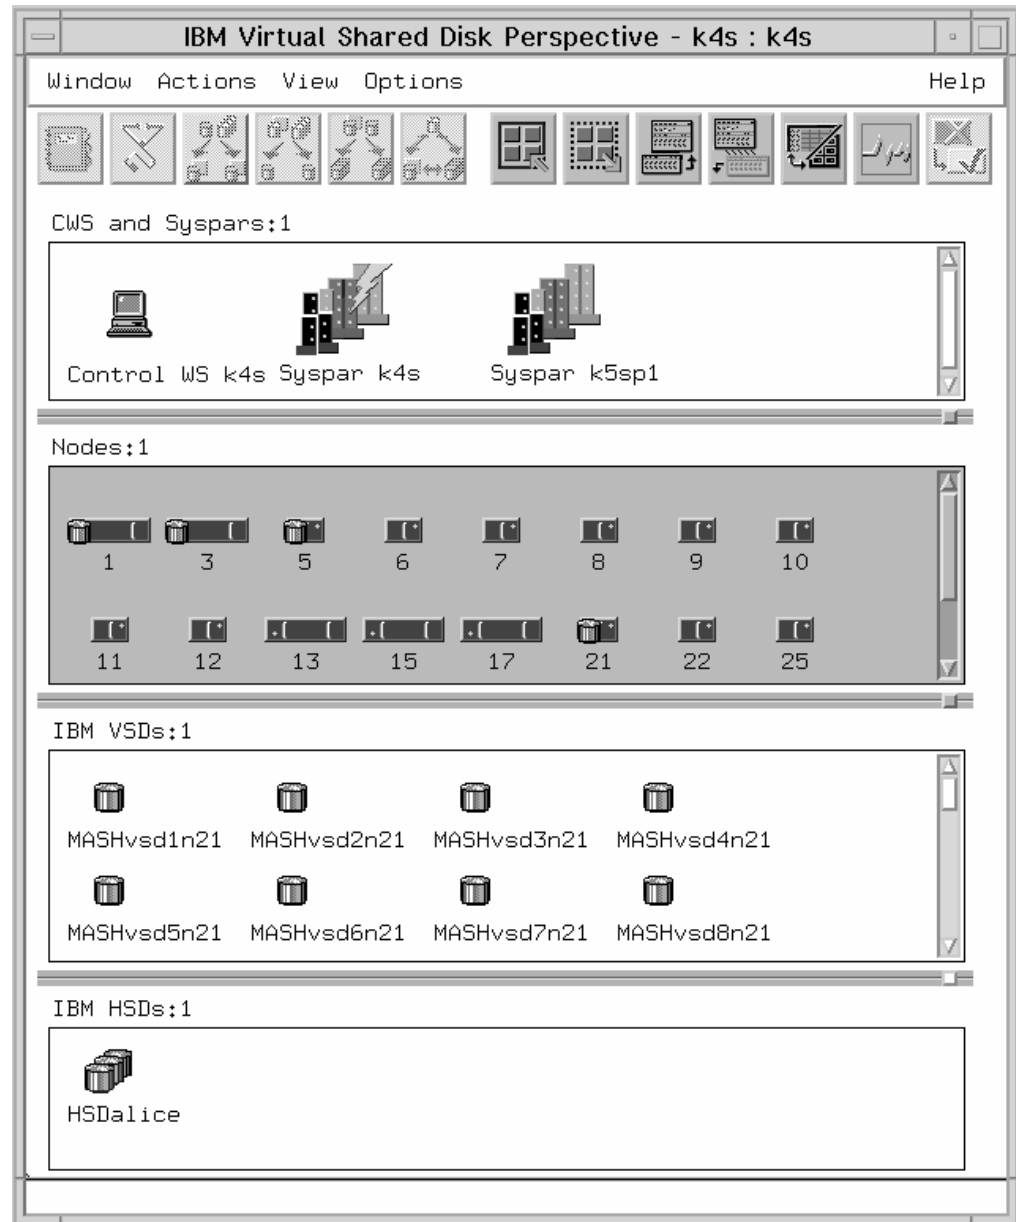 IBM Virtual Shared Disk Perspective - k4s : k4s
Window Actions View Options Help
CWS and Syspars:1
Control WS k4s Syspar k4s Syspar k5sp1
Nodes:1
1 3 5 6 7 8 9 10
11 12 13 15 17 21 22 25
IBM VSDs:1
MASHvsd1n21 MASHvsd2n21 MASHvsd3n21 MASHvsd4n21
MASHvsd5n21 MASHvsd6n21 MASHvsd7n21 MASHvsd8n21
IBM HSDs:1
HSDalice